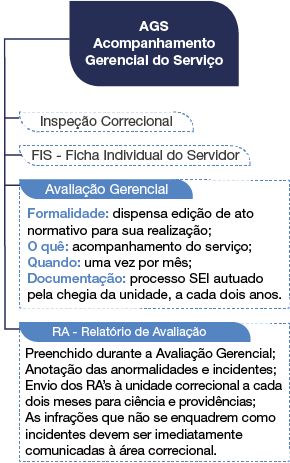 AGS
Acompanhamento
Gerencial do Serviço
Inspeção Correcional
FIS - Ficha Individual do Servidor
Avaliação Gerencial
Formalidade: dispensa edição de ato
normativo para sua realização;
O quê: acompanhamento do serviço;
Quando: uma vez por mês;
Documentação: processo SEI autuado
pela chegia da unidade, a cada dois anos.
RA - Relatório de Avaliação
Preenchido durante a Avaliação Gerencial;
Anotação das anormalidades e incidentes;
Envio dos RA's à unidade correcional a cada
dois meses para ciência e providências;
As infrações que não se enquadrem como
incidentes devem ser imediatamente
comunicadas à área correcional.